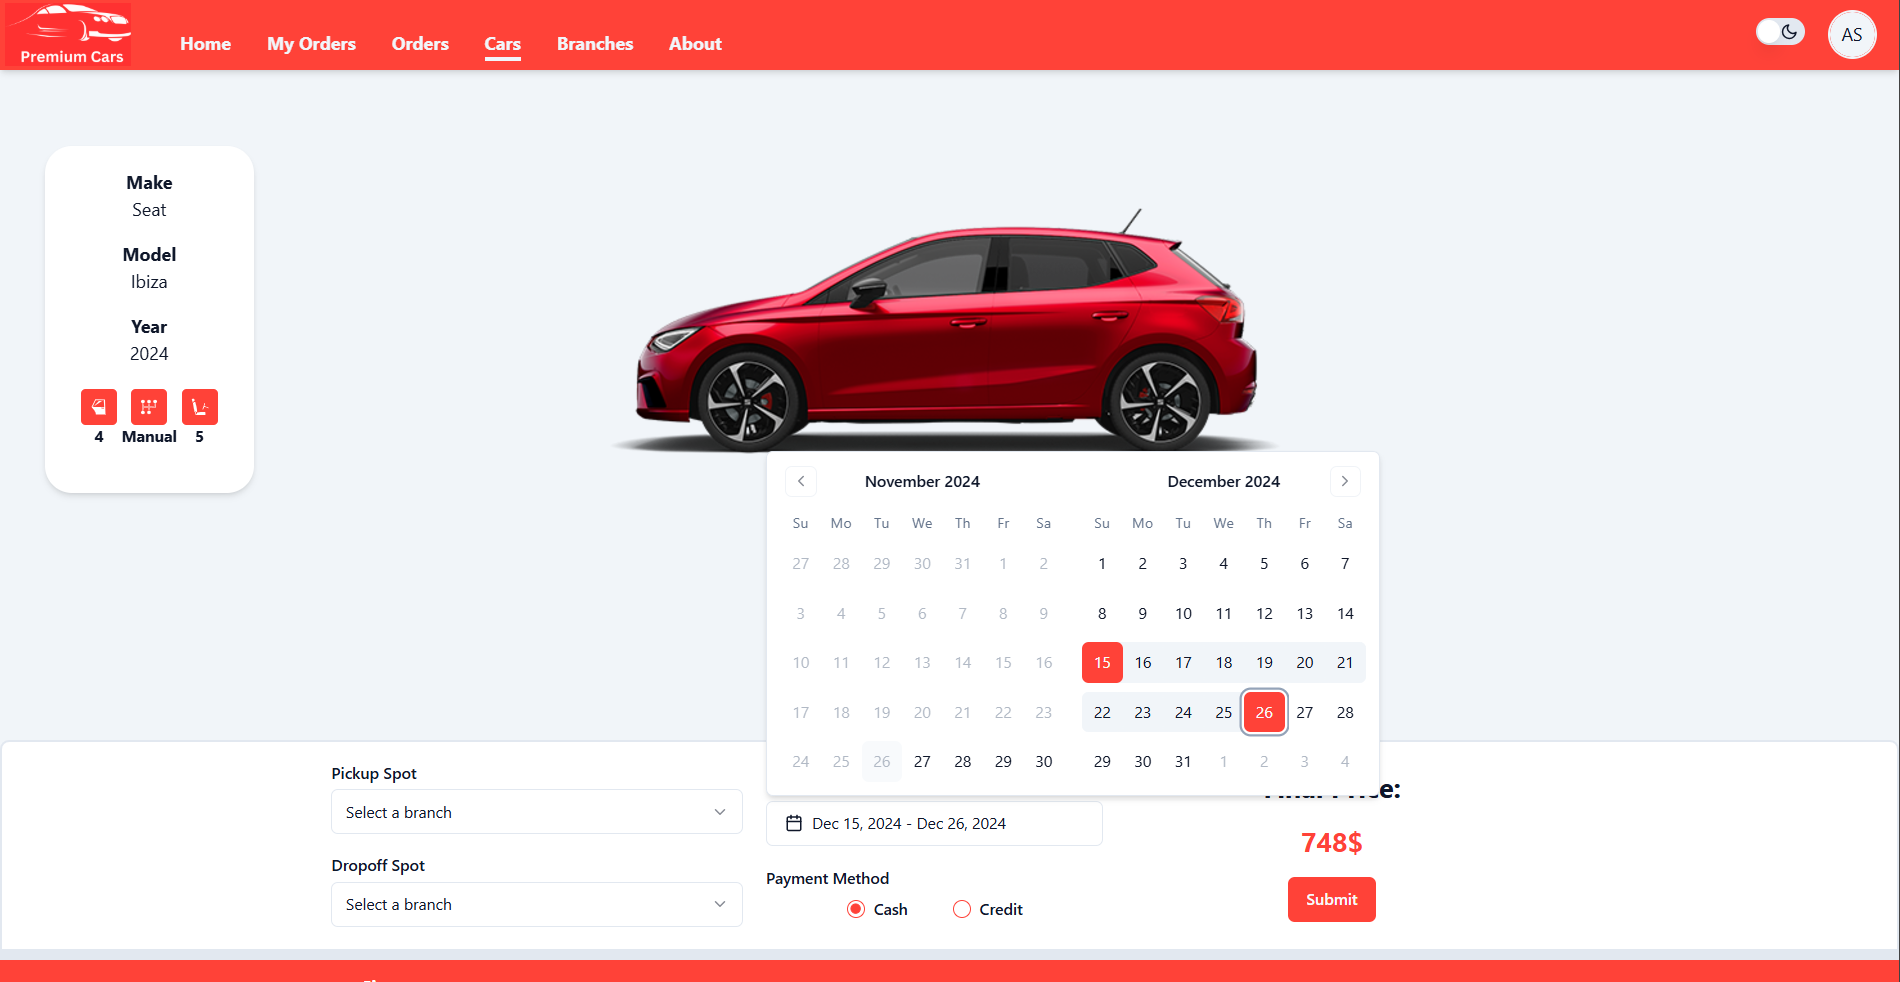 Premium Cars
Home
My Orders
Orders
Cars
Branches
About
AS
Make
Seat
Model
Ibiza
Year
2024
4 Manual 5
November 2024
Su Mo Tu We Th Fr Sa
27 28 29 30 31 1 2
3 4 5 6 7 8 9
10 11 12 13 14 15 16
17 18 19 20 21 22 23
24 25 26 27 28 29 30
December 2024
Su Mo Tu We Th Fr Sa
1 2 3 4 5 6 7
8 9 10 11 12 13 14
15 16 17 18 19 20 21
22 23 24 25 26 27 28
29 30 31 1 2 3 4
Pickup Spot
Select a branch
Dropoff Spot
Select a branch
Dec 15, 2024 - Dec 26, 2024
Payment Method
Cash
Credit
Final Price:
748$
Submit